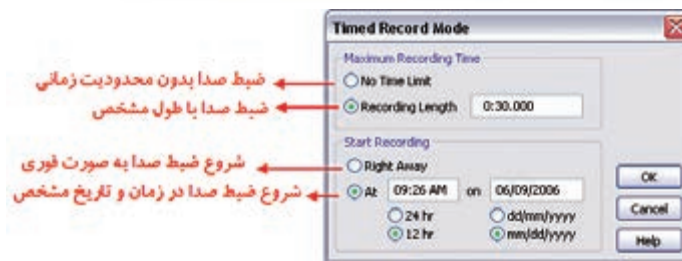 Timed Record Mode
Maximum Recording Time
ضبط صدا بدون محدودیت زمانی
No Time Limit
ضبط صدا با طول مشخص
Recording Length 0:30.000
Start Recording
شروع ضبط صدا به صورت فوری
Right Away
شروع ضبط صدا در زمان و تاریخ مشخص
At 09:26 AM on 06/09/2006
24 hr dd/mm/yyyy
12 hr mm/dd/yyyy
OK
Cancel
Help